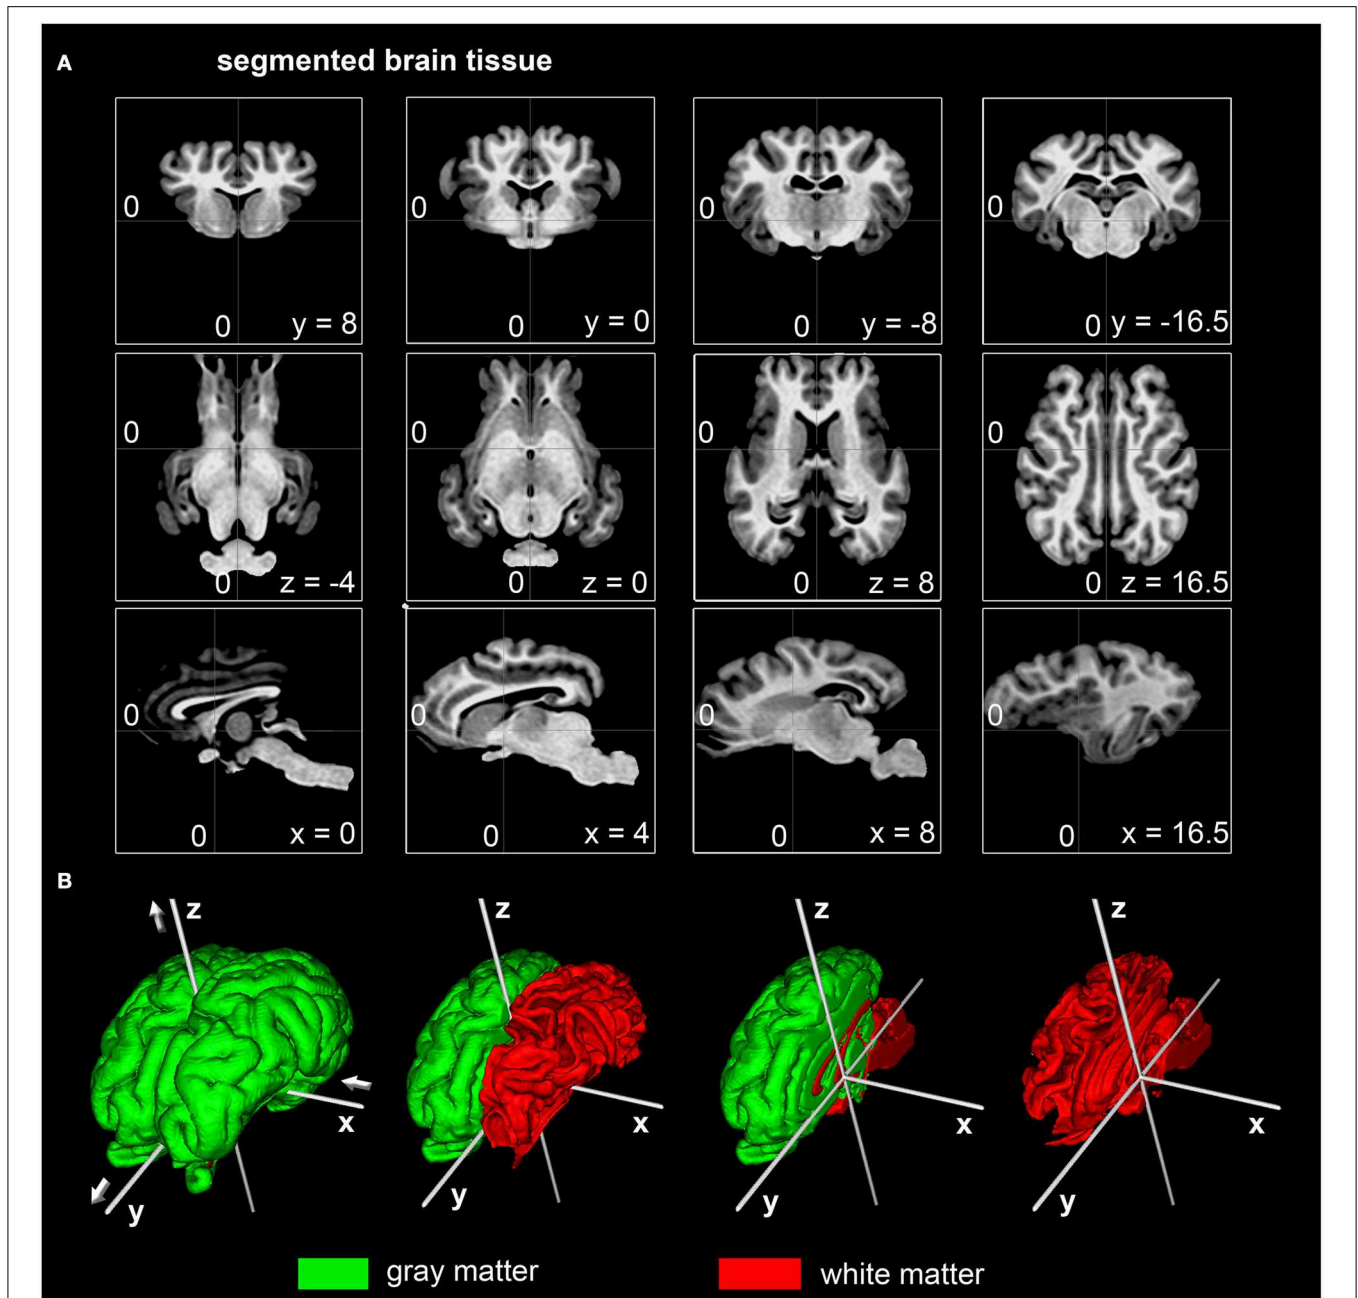 A segmented brain tissue
0 0 0 0
0 y = 8 0 y = 0 0 y = -8 0 y = -16.5
0 0 0 0
0 z = -4 0 z = 0 0 z = 8 0 z = 16.5
0 0 0 0
0 x = 0 0 x = 4 0 x = 8 0 x = 16.5
B
z z z z
x x x x
y y y y
gray matter white matter